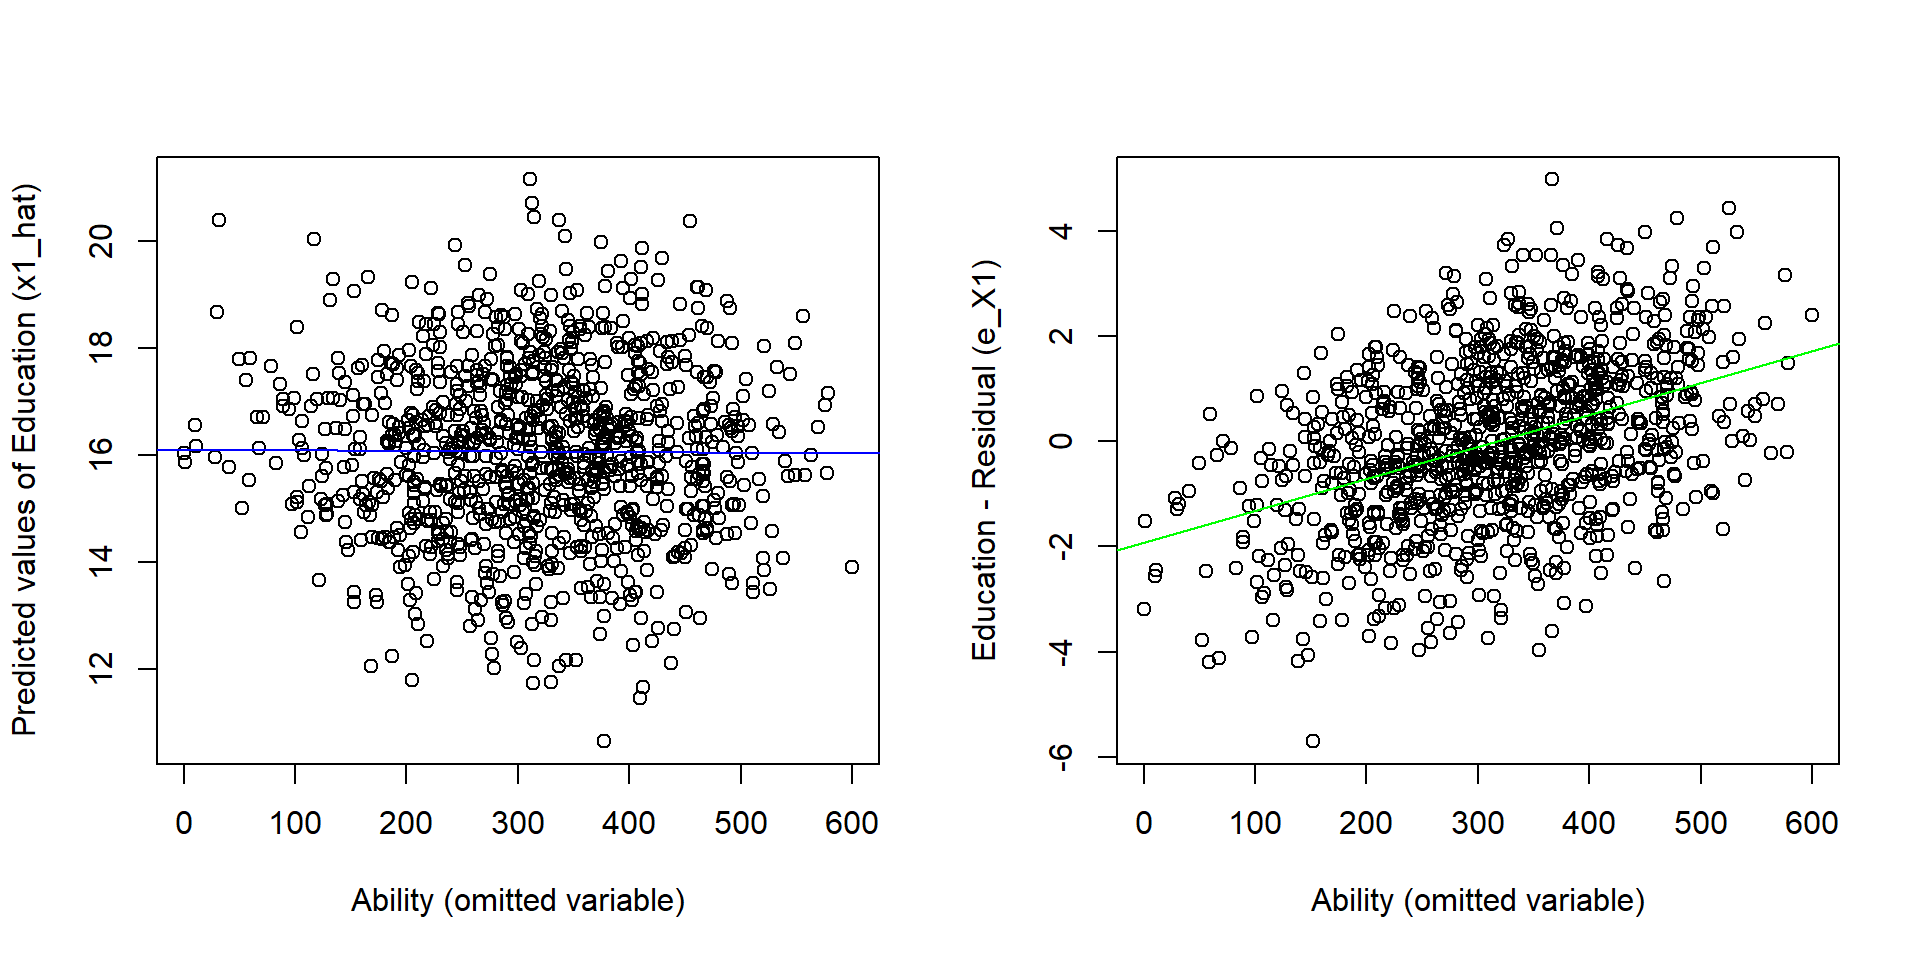 Predicted values of Education (x1_hat)
20
18
16
14
12
0 100 200 300 400 500 600
Ability (omitted variable)
Education - Residual (e_X1)
4
2
0
-2
-4
-6
0 100 200 300 400 500 600
Ability (omitted variable)